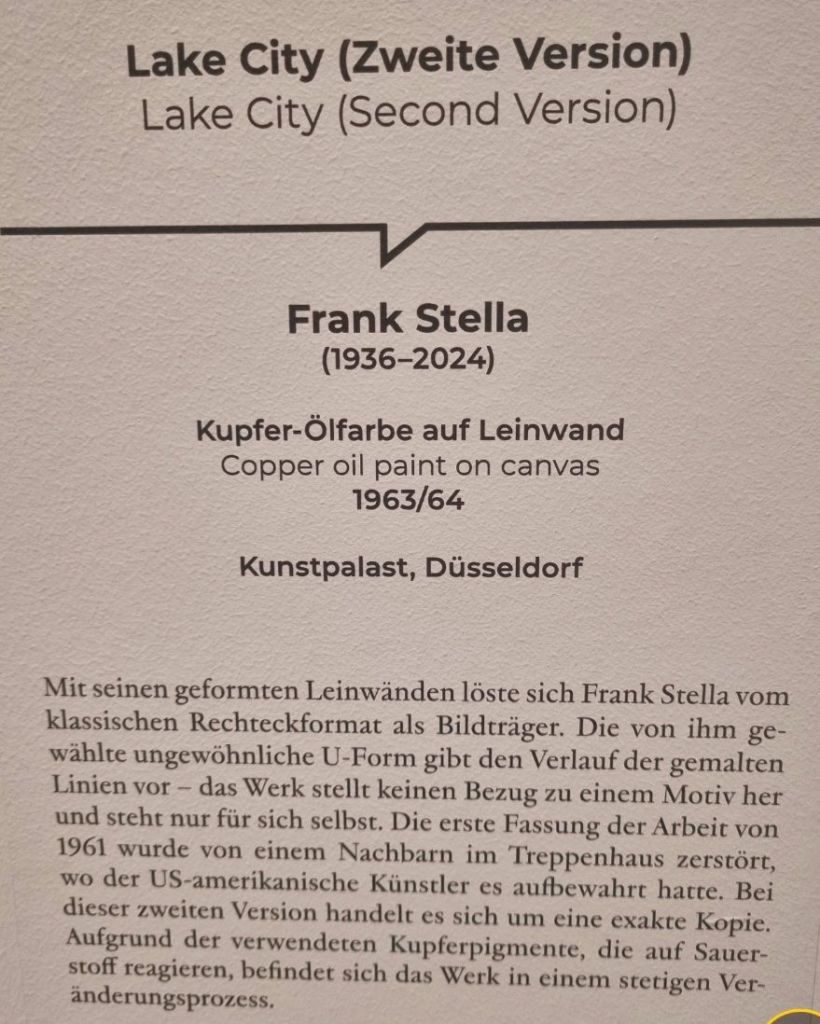 Lake City (Zweite Version)
Lake City (Second Version)
Frank Stella
(1936–2024)
Kupfer-Ölfarbe auf Leinwand
Copper oil paint on canvas
1963/64
Kunstpalast, Düsseldorf
Mit seinen geformten Leinwänden löste sich Frank Stella vom
klassischen Rechteckformat als Bildträger. Die von ihm ge-
wählte ungewöhnliche U-Form gibt den Verlauf der gemalten
Linien vor – das Werk stellt keinen Bezug zu einem Motiv her
und steht nur für sich selbst. Die erste Fassung der Arbeit von
1961 wurde von einem Nachbarn im Treppenhaus zerstört,
wo der US-amerikanische Künstler es aufbewahrt hatte. Bei
dieser zweiten Version handelt es sich um eine exakte Kopie.
Aufgrund der verwendeten Kupferpigmente, die auf Sauer-
stoff reagieren, befindet sich das Werk in einem stetigen Ver-
änderungsprozess.